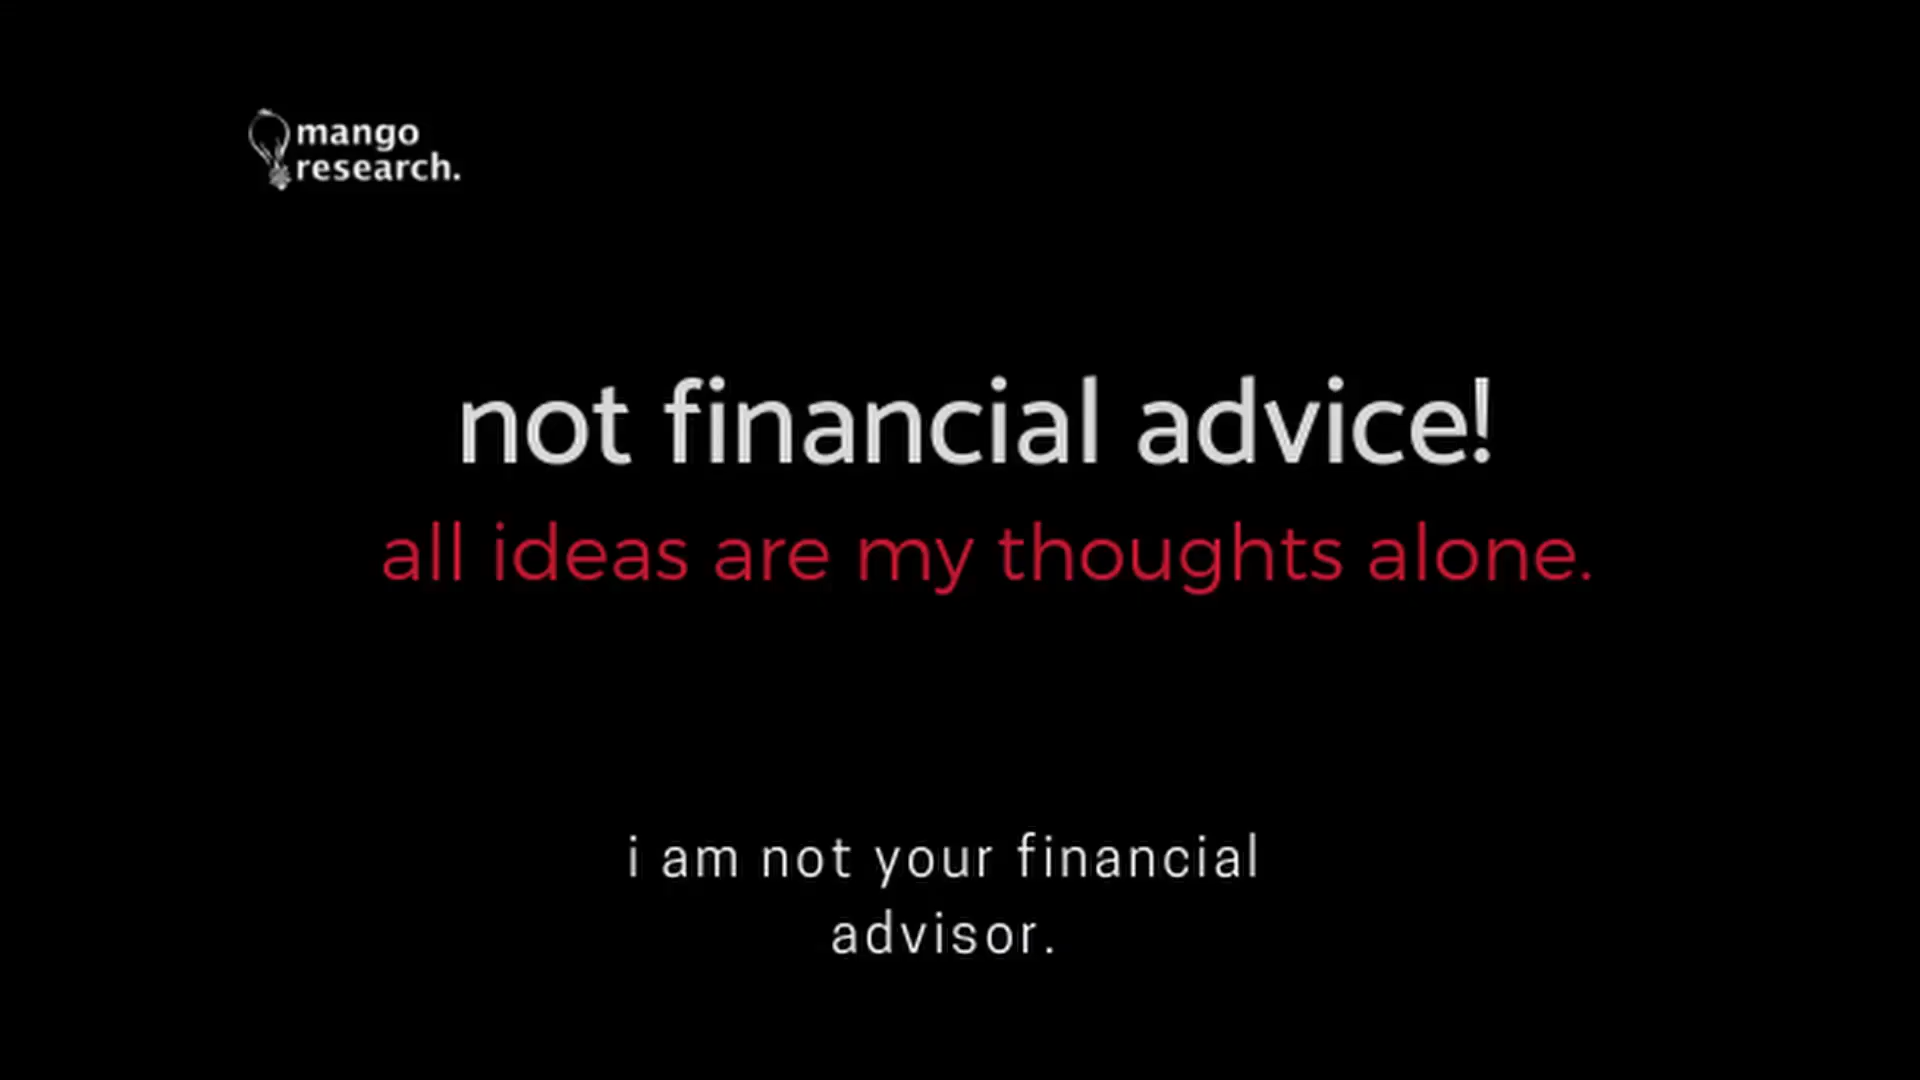 mango
research.
not financial advice!
all ideas are my thoughts alone.
i am not your financial
advisor.